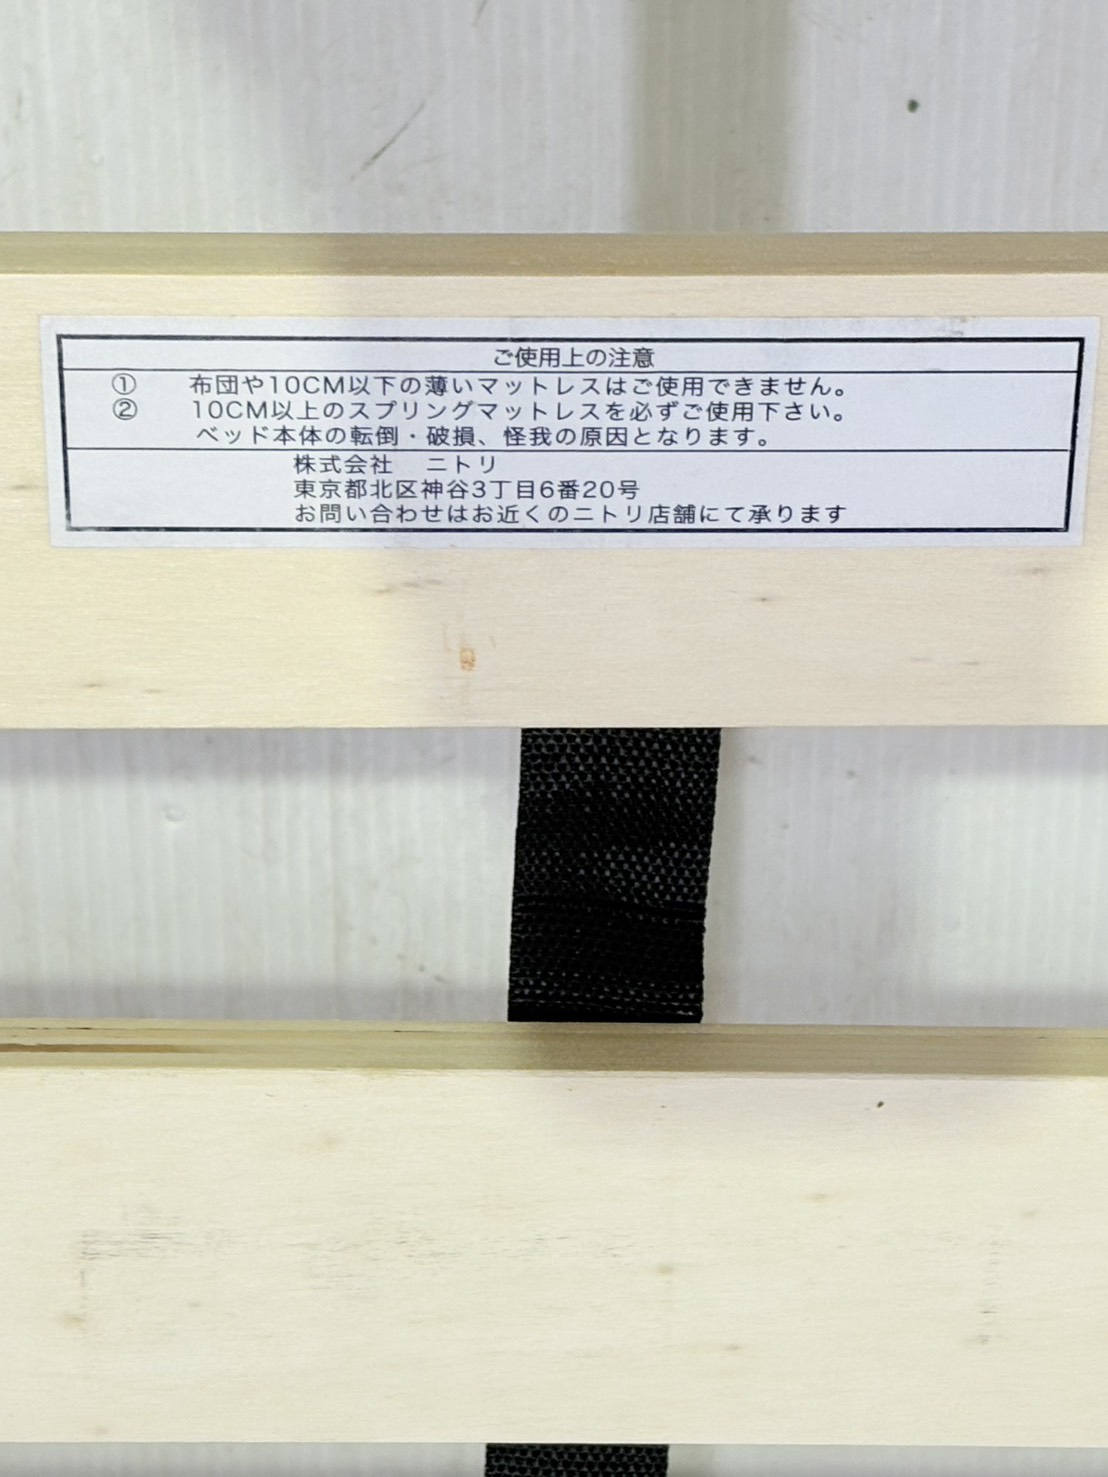 ご使用上の注意
① 布団や10CM以下の薄いマットレスはご使用できません。
② 10CM以上のスプリングマットレスを必ずご使用下さい。
ベッド本体の転倒・破損、怪我の原因となります。
株式会社 ニトリ
東京都北区神谷3丁目6番20号
お問い合わせはお近くのニトリ店舗にて承ります